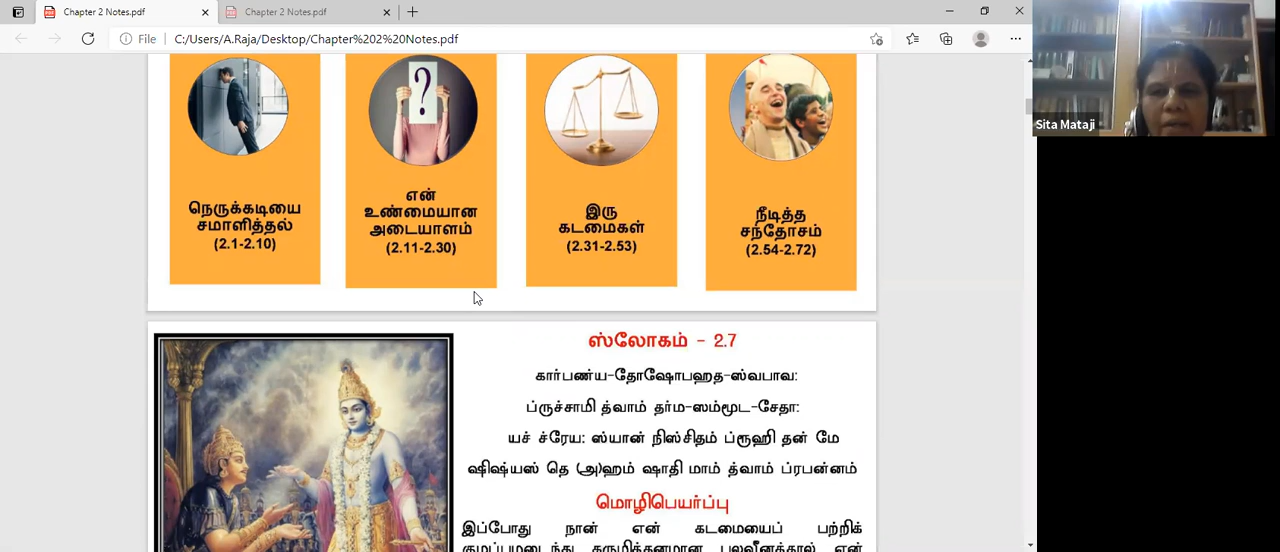 Chapter 2 Notes.pdf
Chapter 2 Notes.pdf
File
C:/Users/A.Raja/Desktop/Chapter%202%20Notes.pdf
Sita Mataji
?
நெருக்கடியை
சமாளித்தல்
(2.1-2.10)
என்
உண்மையான
அடையாளம்
(2.11-2.30)
இரு
கடமைகள்
(2.31-2.53)
நீடித்த
சந்தோசம்
(2.54-2.72)
ஸ்லோகம் - 2.7
கார்பண்ய-தோஷோபஹத-ஸ்வபாவ:
ப்ருச்சாமி த்வாம் தர்ம-ஸம்மூட-சேதா:
யச் ச்ரேய: ஸ்யான் நிஸ்சிதம் ப்ரூஹி தன் மே
ஷிஷ்யஸ் தெ (அ)ஹம் ஷாதி மாம் த்வாம் ப்ரபன்னம்
மொழிபெயர்ப்பு
இப்போது நான் என் கடமையைப் பற்றிக்